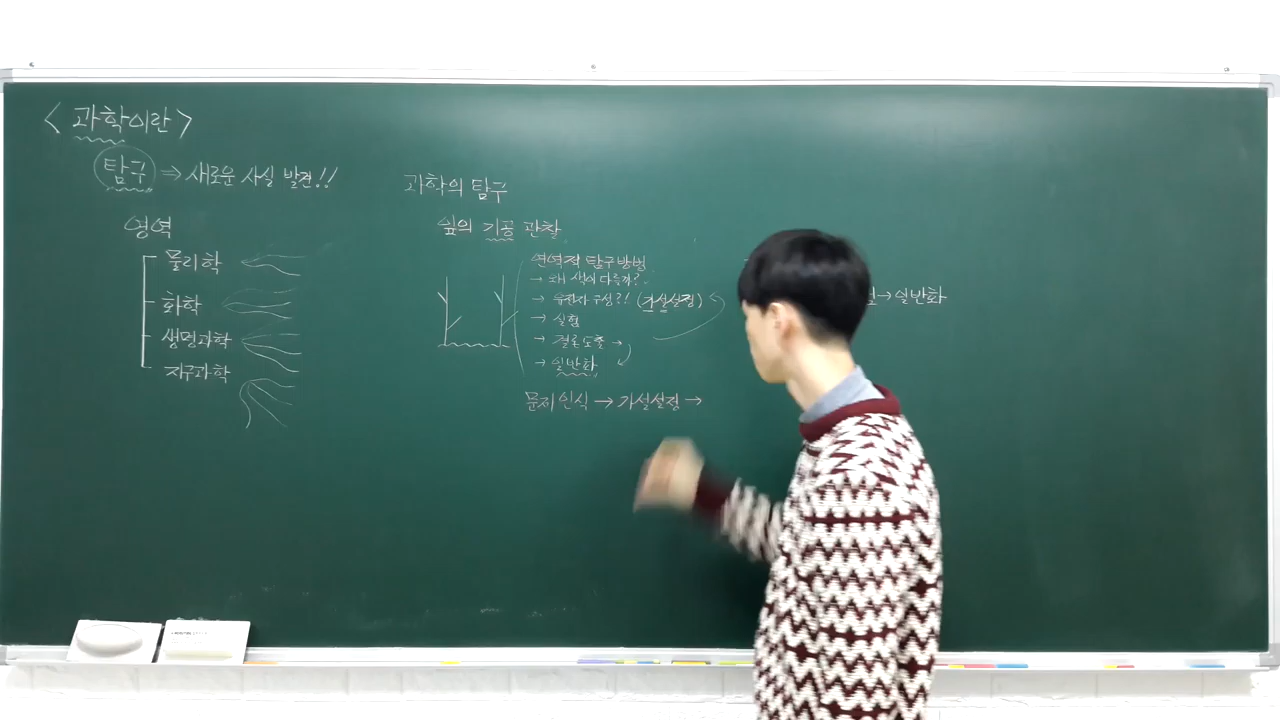 <과학이란>
탐구 ⇒ 새로운 사실 발견!!
영역
물리학
화학
생명과학
지구과학
과학의 탐구
잎의 기공 관찰
연역적 탐구방법
→ 왜 색이 다를까?
→ 유전자 구성?! (가설설정)
→ 실험
→ 결론도출 →
→ 일반화
문제인식 → 가설설정 →
→ 일반화